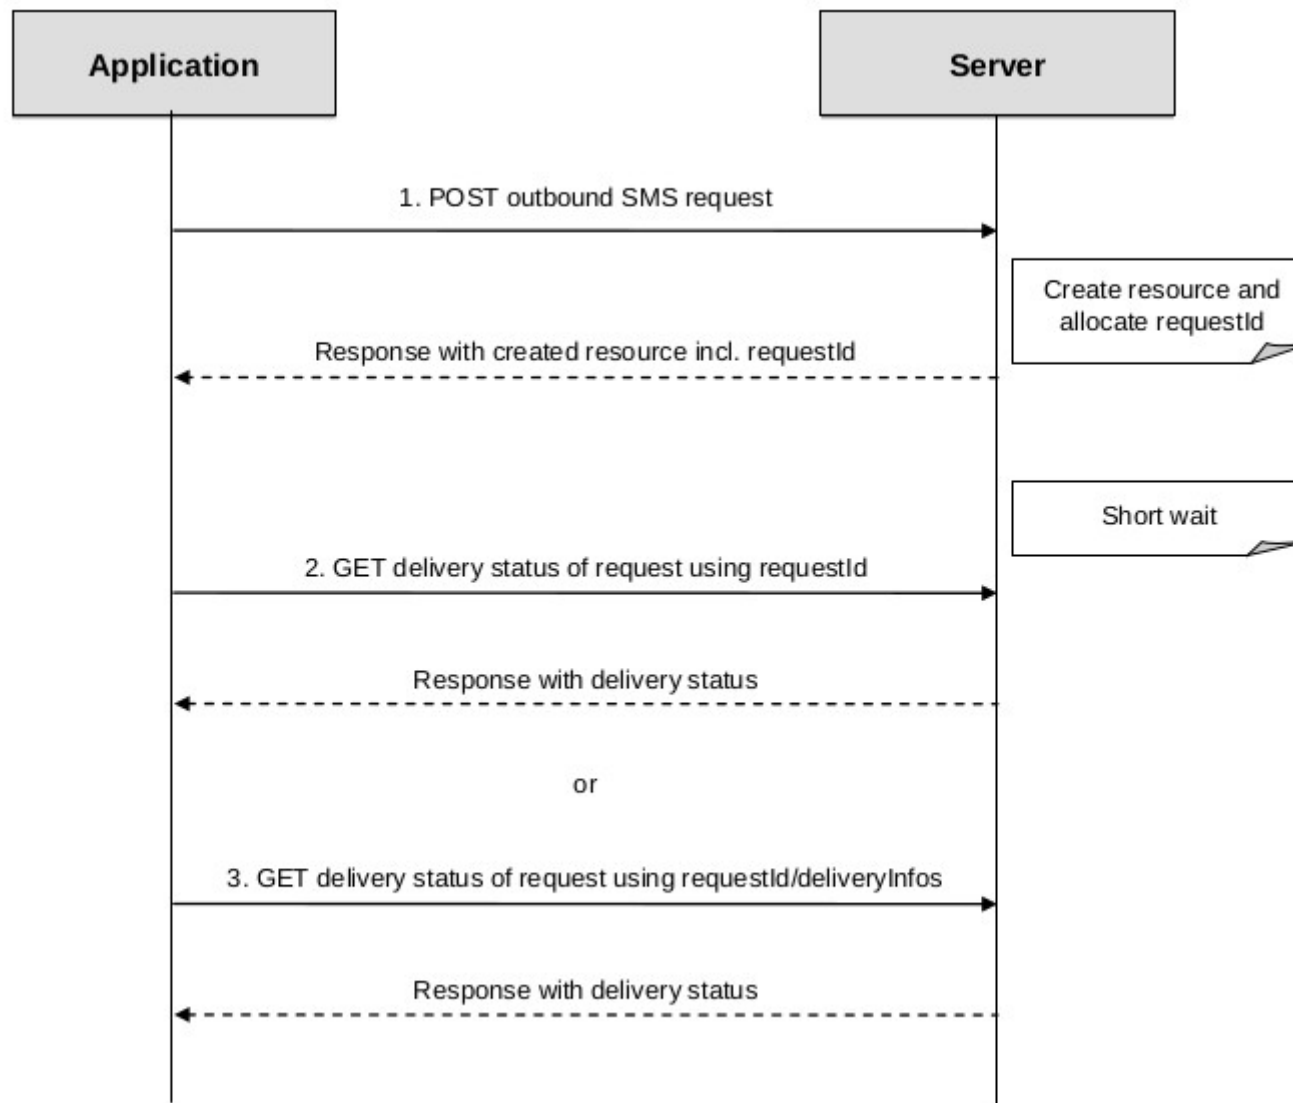 Application
Server
1. POST outbound SMS request
Create resource and
allocate requestId
Response with created resource incl. requestId
Short wait
2. GET delivery status of request using requestId
Response with delivery status
or
3. GET delivery status of request using requestId/deliveryInfos
Response with delivery status